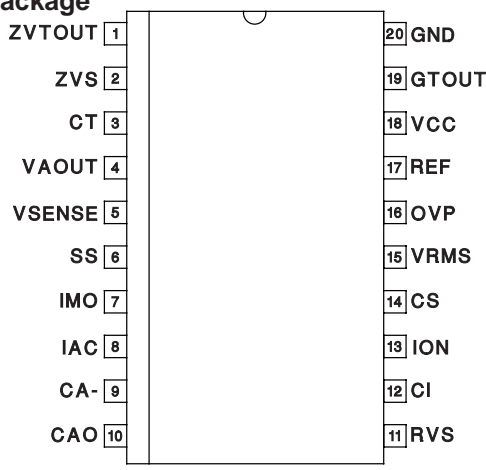 ackage
ZVTOUT 1 20 GND
ZVS 2 19 GTOUT
CT 3 18 VCC
VAOUT 4 17 REF
VSENSE 5 16 OVP
SS 6 15 VRMS
IMO 7 14 CS
IAC 8 13 ION
CA- 9 12 CI
CAO 10 11 RVS